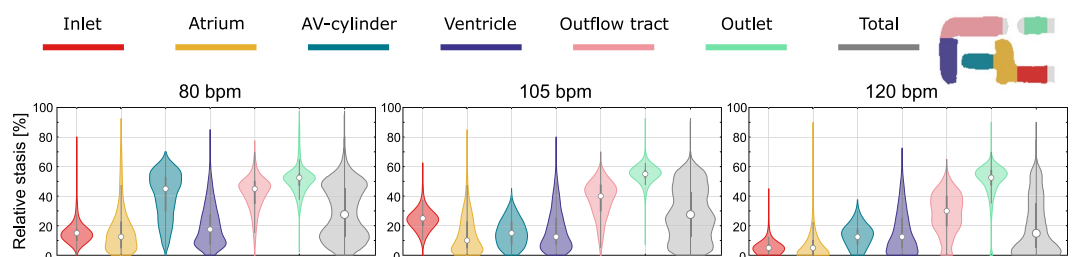 Inlet Atrium AV-cylinder Ventricle Outflow tract Outlet Total
80 bpm 105 bpm 120 bpm
Relative stasis [%]
100 100 100
80 80 80
60 60 60
40 40 40
20 20 20
0 0 0